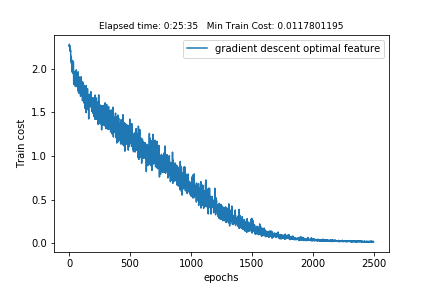 Elapsed time: 0:25:35 Min Train Cost: 0.0117801195
gradient descent optimal feature
Train cost
2.0
1.5
1.0
0.5
0.0
0 500 1000 1500 2000 2500
epochs